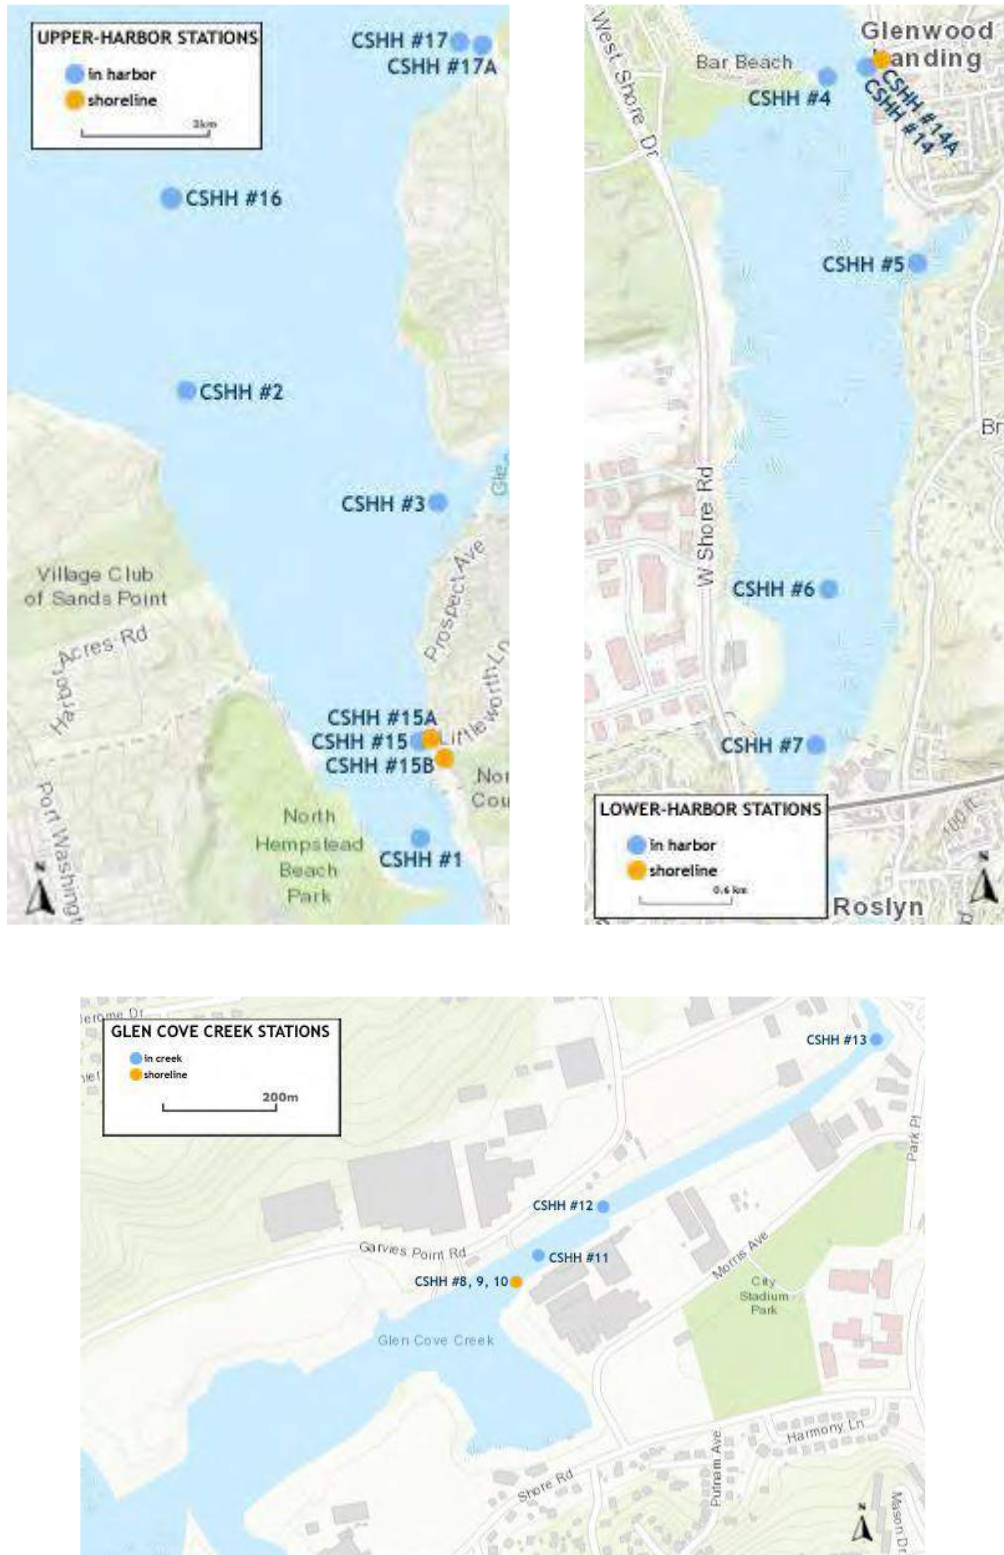 UPPER-HARBOR STATIONS
in harbor
shoreline
2km
CSHH #17
CSHH #17A
CSHH #16
CSHH #2
CSHH #3
Village Club
of Sands Point
Harbor Acres Rd
Prospect Ave
Littleworth Ln
CSHH #15A
CSHH #15
CSHH #15B
North
Hempstead
Beach
Park
CSHH #1
Port Washingt
N
West Shore Dr
Bar Beach
Glenwood
Landing
CSHH #4
CSHH #14A
CSHH #14
CSHH #5
W Shore Rd
Br
CSHH #6
CSHH #7
LOWER-HARBOR STATIONS
in harbor
shoreline
0.6 km
100 ft
Roslyn
N
GLEN COVE CREEK STATIONS
in creek
shoreline
200m
CSHH #13
Park Pl
CSHH #12
Garvies Point Rd
CSHH #11
CSHH #8, 9, 10
Morris Ave
City
Stadium
Park
Glen Cove Creek
Harmony Ln
Putnam Ave
Shore Rd
Mason Dr
N